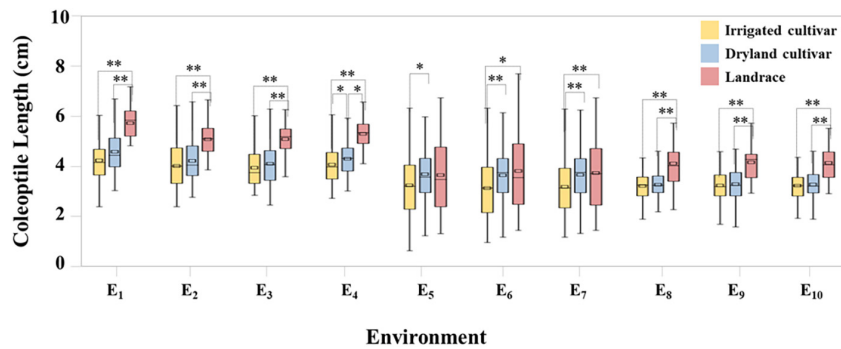 10
8
6
4
2
0
Coleoptile Length (cm)
Irrigated cultivar
Dryland cultivar
Landrace
** ** ** ** ** ** ** * * * ** * ** ** ** ** ** ** ** ** **
E1 E2 E3 E4 E5 E6 E7 E8 E9 E10
Environment